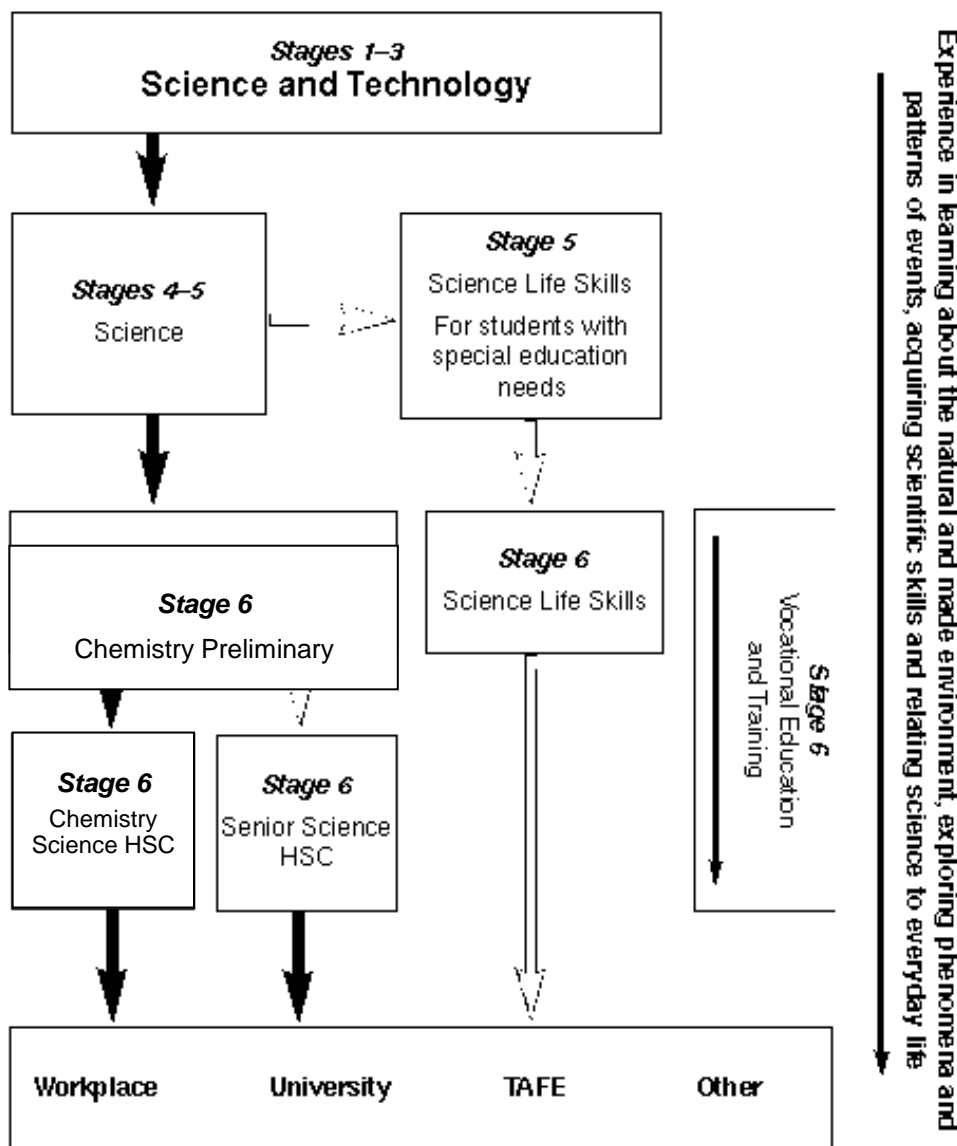 Stages 1–3
Science and Technology
Stages 4–5
Science
Stage 5
Science Life Skills
For students with
special education
needs
Stage 6
Chemistry Preliminary
Stage 6
Science Life Skills
Stage 6
Vocational Education
and Training
Stage 6
Chemistry
Science HSC
Stage 6
Senior Science
HSC
Workplace
University
TAFE
Other
Experience in learning about the natural and made environment, exploring phenomena and
patterns of events, acquiring scientific skills and relating science to everyday life